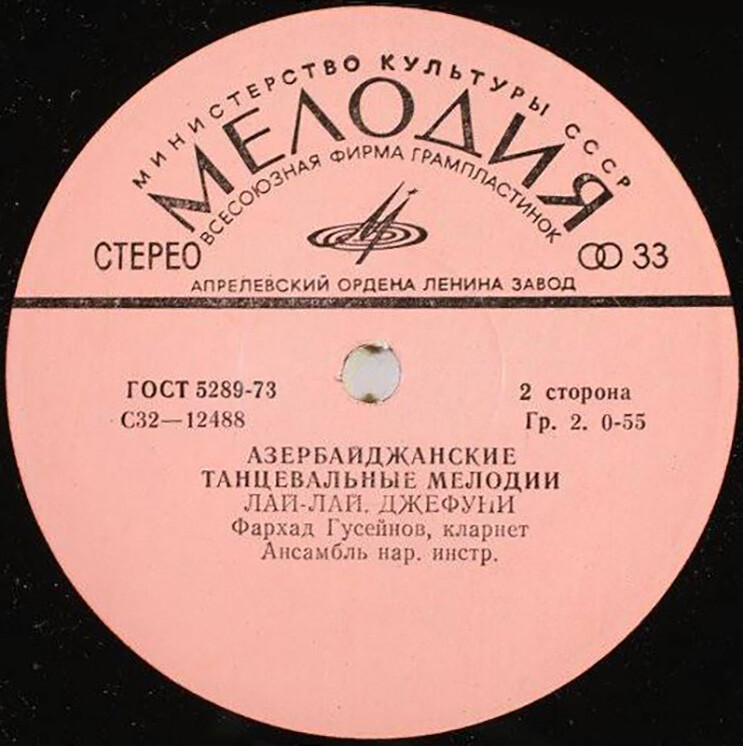 МИНИСТЕРСТВО КУЛЬТУРЫ СССР
МЕЛОДИЯ
ВСЕСОЮЗНАЯ ФИРМА ГРАМПЛАСТИНОК
СТЕРЕО
33
АПРЕЛЕВСКИЙ ОРДЕНА ЛЕНИНА ЗАВОД
ГОСТ 5289-73
2 сторона
С32—12488
Гр. 2. 0-55
АЗЕРБАЙДЖАНСКИЕ
ТАНЦЕВАЛЬНЫЕ МЕЛОДИИ
ЛАЙ-ЛАЙ. ДЖЕФУНИ
Фархад Гусейнов, кларнет
Ансамбль нар. инстр.